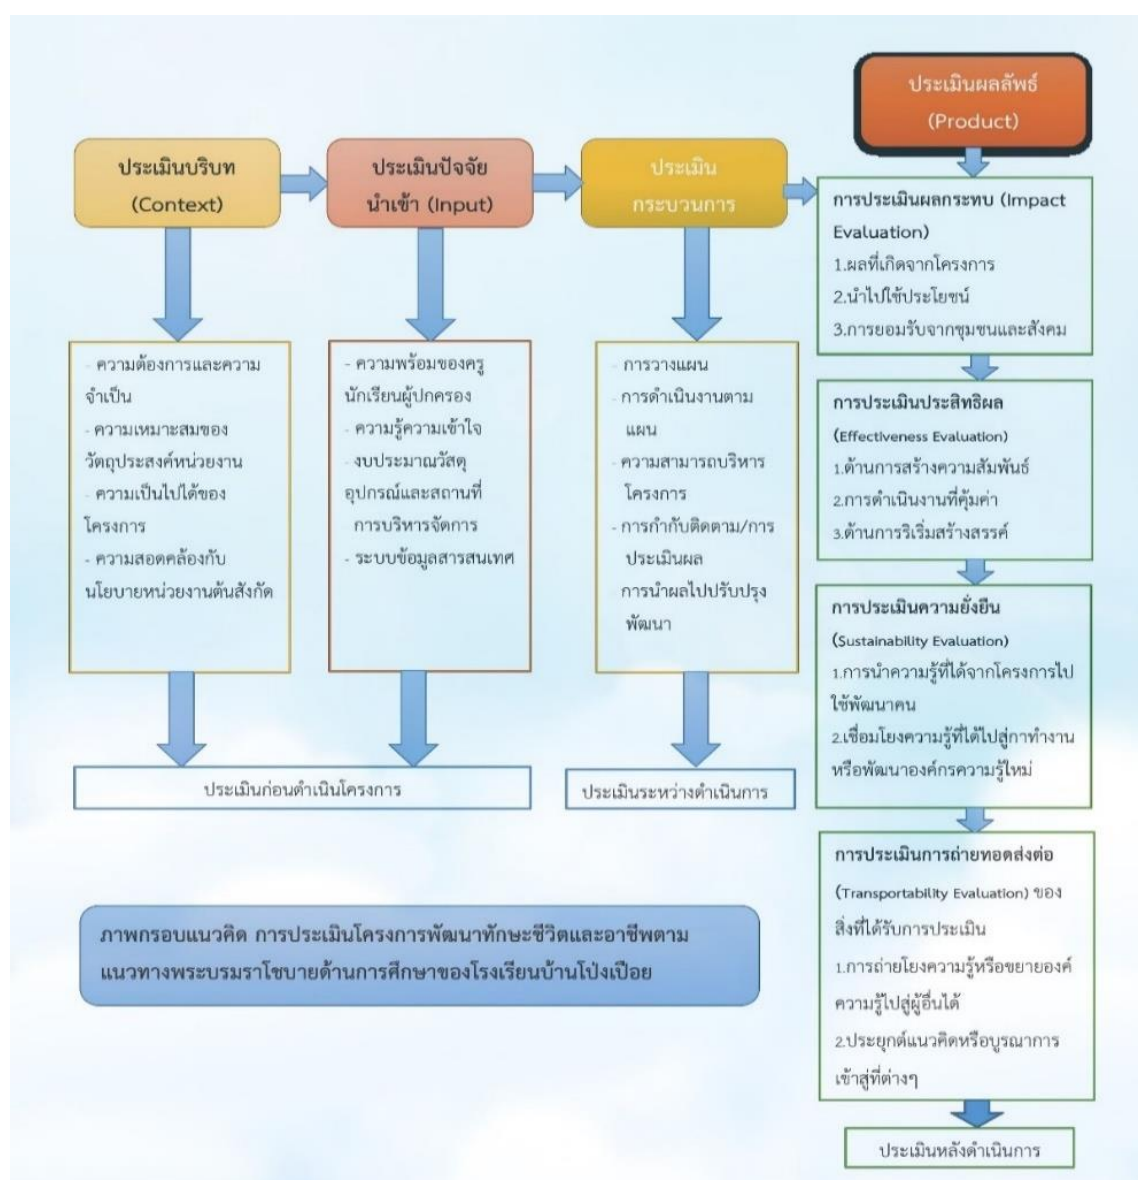 ประเมินบริบท
(Context)
- ความต้องการและความ
จำเป็น
- ความเหมาะสมของ
วัตถุประสงค์หน่วยงาน
- ความเป็นไปได้ของ
โครงการ
- ความสอดคล้องกับ
นโยบายหน่วยงานต้นสังกัด
ประเมินปัจจัย
นำเข้า (Input)
- ความพร้อมของครู
นักเรียนผู้ปกครอง
- ความรู้ความเข้าใจ
- งบประมาณวัสดุ
อุปกรณ์และสถานที่
การบริหารจัดการ
- ระบบข้อมูลสารสนเทศ
ประเมินก่อนดำเนินโครงการ
ประเมิน
กระบวนการ
- การวางแผน
- การดำเนินงานตาม
แผน
- ความสามารถบริหาร
โครงการ
- การกำกับติดตาม/การ
ประเมินผล
การนำผลไปปรับปรุง
พัฒนา
ประเมินระหว่างดำเนินการ
ประเมินผลลัพธ์
(Product)
การประเมินผลกระทบ (Impact
Evaluation)
1.ผลที่เกิดจากโครงการ
2.นำไปใช้ประโยชน์
3.การยอมรับจากชุมชนและสังคม
การประเมินประสิทธิผล
(Effectiveness Evaluation)
1.ด้านการสร้างความสัมพันธ์
2.การดำเนินงานที่คุ้มค่า
3.ด้านการริเริ่มสร้างสรรค์
การประเมินความยั่งยืน
(Sustainability Evaluation)
1.การนำความรู้ที่ได้จากโครงการไป
ใช้พัฒนาคน
2.เชื่อมโยงความรู้ที่ได้ไปสู่กาทำงาน
หรือพัฒนาองค์กรความรู้ใหม่
การประเมินการถ่ายทอดส่งต่อ
(Transportability Evaluation) ของ
สิ่งที่ได้รับการประเมิน
1.การถ่ายโยงความรู้หรือขยายองค์
ความรู้ไปสู่ผู้อื่นได้
2.ประยุกต์แนวคิดหรือบูรณาการ
เข้าสู่ที่ต่างๆ
ประเมินหลังดำเนินการ
ภาพกรอบแนวคิด การประเมินโครงการพัฒนาทักษะชีวิตและอาชีพตาม
แนวทางพระบรมราโชบายด้านการศึกษาของโรงเรียนบ้านโป่งเปือย